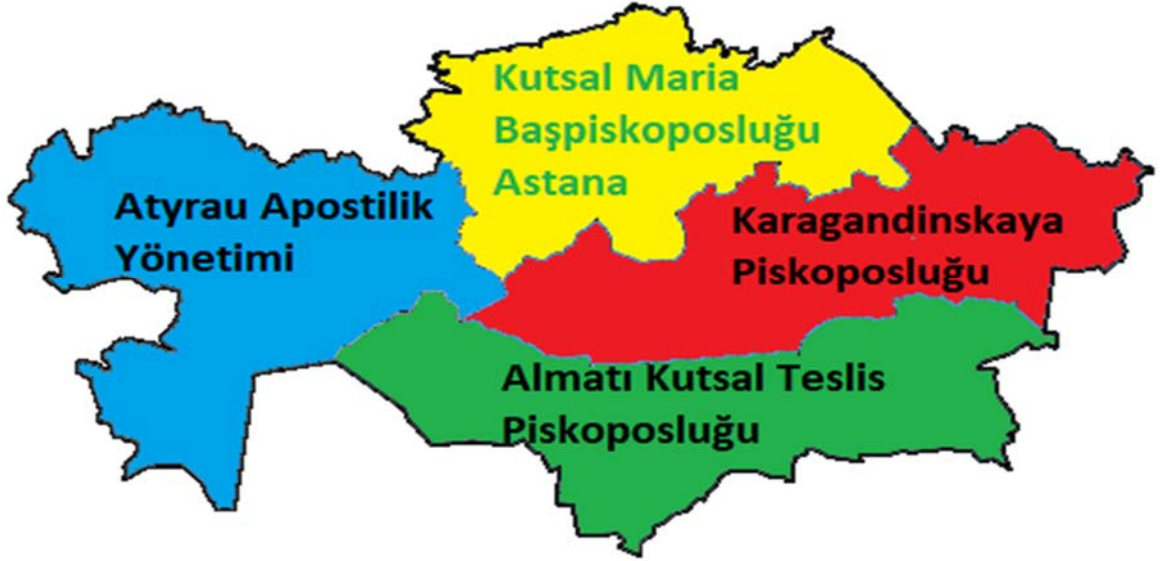 Kutsal Maria
Başpiskoposluğu
Astana
Atyrau Apostilik
Yönetimi
Karagandinskaya
Piskoposluğu
Almatı Kutsal Teslis
Piskoposluğu